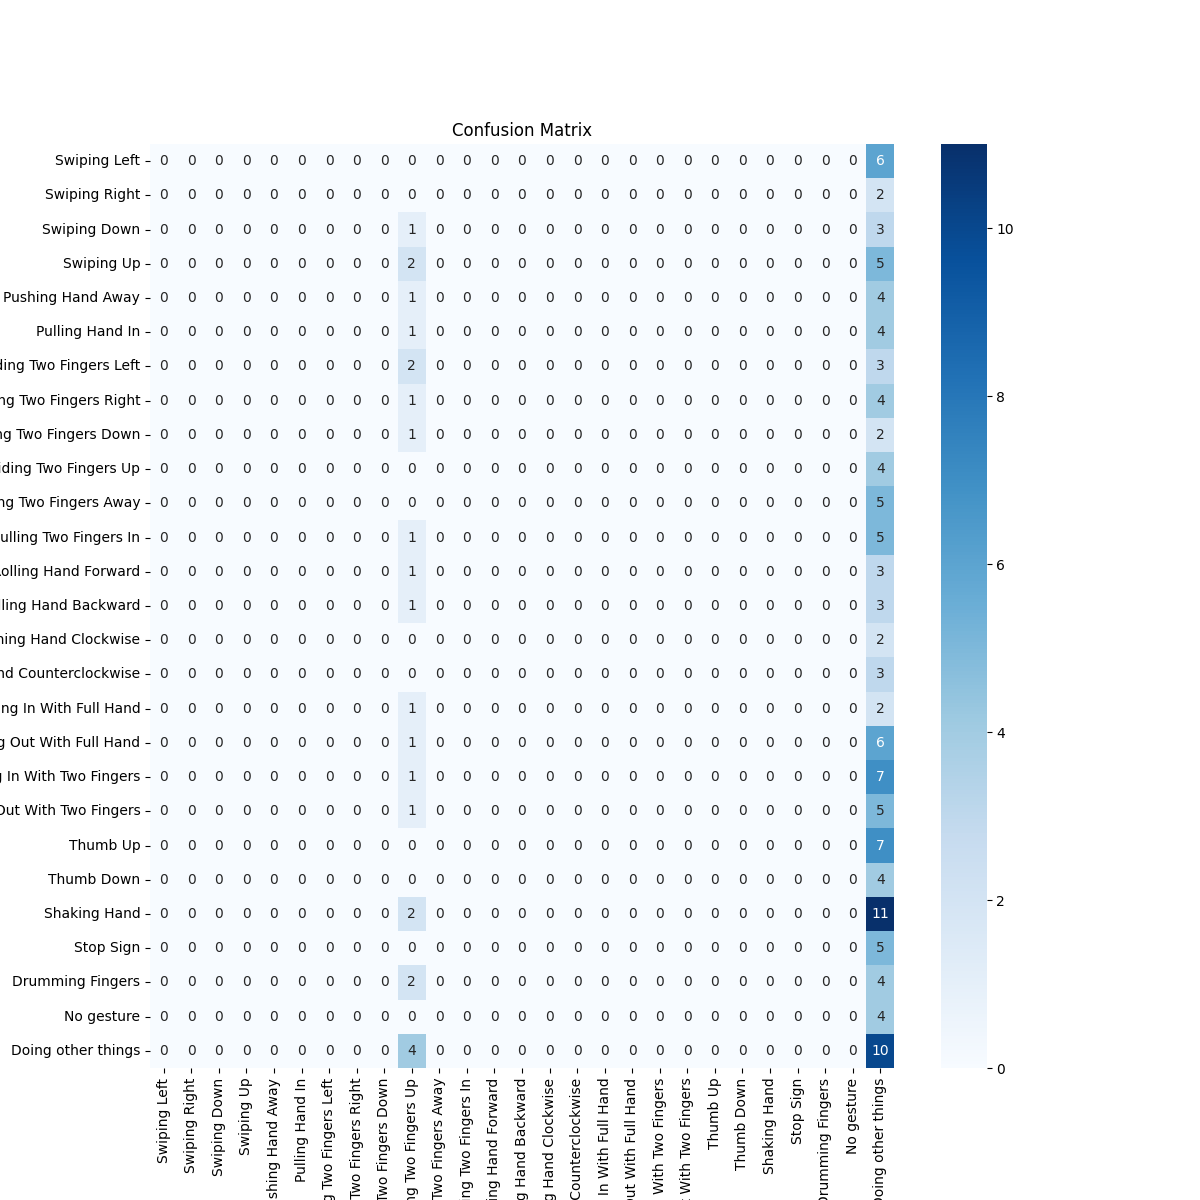 Confusion Matrix
Swiping Left 0 0 0 0 0 0 0 0 0 0 0 0 0 0 0 0 0 0 0 0 0 0 0 0 0 0 6
Swiping Right 0 0 0 0 0 0 0 0 0 0 0 0 0 0 0 0 0 0 0 0 0 0 0 0 0 0 2
Swiping Down 0 0 0 0 0 0 0 0 0 1 0 0 0 0 0 0 0 0 0 0 0 0 0 0 0 0 3
Swiping Up 0 0 0 0 0 0 0 0 0 2 0 0 0 0 0 0 0 0 0 0 0 0 0 0 0 0 5
Pushing Hand Away 0 0 0 0 0 0 0 0 0 1 0 0 0 0 0 0 0 0 0 0 0 0 0 0 0 0 4
Pulling Hand In 0 0 0 0 0 0 0 0 0 1 0 0 0 0 0 0 0 0 0 0 0 0 0 0 0 0 4
ding Two Fingers Left 0 0 0 0 0 0 0 0 0 2 0 0 0 0 0 0 0 0 0 0 0 0 0 0 0 0 3
ng Two Fingers Right 0 0 0 0 0 0 0 0 0 1 0 0 0 0 0 0 0 0 0 0 0 0 0 0 0 0 4
ng Two Fingers Down 0 0 0 0 0 0 0 0 0 1 0 0 0 0 0 0 0 0 0 0 0 0 0 0 0 0 2
iding Two Fingers Up 0 0 0 0 0 0 0 0 0 0 0 0 0 0 0 0 0 0 0 0 0 0 0 0 0 0 4
ng Two Fingers Away 0 0 0 0 0 0 0 0 0 0 0 0 0 0 0 0 0 0 0 0 0 0 0 0 0 0 5
ulling Two Fingers In 0 0 0 0 0 0 0 0 0 1 0 0 0 0 0 0 0 0 0 0 0 0 0 0 0 0 5
olling Hand Forward 0 0 0 0 0 0 0 0 0 1 0 0 0 0 0 0 0 0 0 0 0 0 0 0 0 0 3
lling Hand Backward 0 0 0 0 0 0 0 0 0 1 0 0 0 0 0 0 0 0 0 0 0 0 0 0 0 0 3
ning Hand Clockwise 0 0 0 0 0 0 0 0 0 0 0 0 0 0 0 0 0 0 0 0 0 0 0 0 0 0 2
nd Counterclockwise 0 0 0 0 0 0 0 0 0 0 0 0 0 0 0 0 0 0 0 0 0 0 0 0 0 0 3
ng In With Full Hand 0 0 0 0 0 0 0 0 0 1 0 0 0 0 0 0 0 0 0 0 0 0 0 0 0 0 2
g Out With Full Hand 0 0 0 0 0 0 0 0 0 1 0 0 0 0 0 0 0 0 0 0 0 0 0 0 0 0 6
g In With Two Fingers 0 0 0 0 0 0 0 0 0 1 0 0 0 0 0 0 0 0 0 0 0 0 0 0 0 0 7
Out With Two Fingers 0 0 0 0 0 0 0 0 0 1 0 0 0 0 0 0 0 0 0 0 0 0 0 0 0 0 5
Thumb Up 0 0 0 0 0 0 0 0 0 0 0 0 0 0 0 0 0 0 0 0 0 0 0 0 0 0 7
Thumb Down 0 0 0 0 0 0 0 0 0 0 0 0 0 0 0 0 0 0 0 0 0 0 0 0 0 0 4
Shaking Hand 0 0 0 0 0 0 0 0 0 2 0 0 0 0 0 0 0 0 0 0 0 0 0 0 0 0 11
Stop Sign 0 0 0 0 0 0 0 0 0 0 0 0 0 0 0 0 0 0 0 0 0 0 0 0 0 0 5
Drumming Fingers 0 0 0 0 0 0 0 0 0 2 0 0 0 0 0 0 0 0 0 0 0 0 0 0 0 0 4
No gesture 0 0 0 0 0 0 0 0 0 0 0 0 0 0 0 0 0 0 0 0 0 0 0 0 0 0 4
Doing other things 0 0 0 0 0 0 0 0 0 4 0 0 0 0 0 0 0 0 0 0 0 0 0 0 0 0 10
Swiping Left
Swiping Right
Swiping Down
Swiping Up
shing Hand Away
Pulling Hand In
g Two Fingers Left
Two Fingers Right
Two Fingers Down
ng Two Fingers Up
Two Fingers Away
ng Two Fingers In
ing Hand Forward
g Hand Backward
g Hand Clockwise
Counterclockwise
In With Full Hand
ut With Full Hand
With Two Fingers
With Two Fingers
Thumb Up
Thumb Down
Shaking Hand
Stop Sign
Drumming Fingers
No gesture
Doing other things
10
8
6
4
2
0